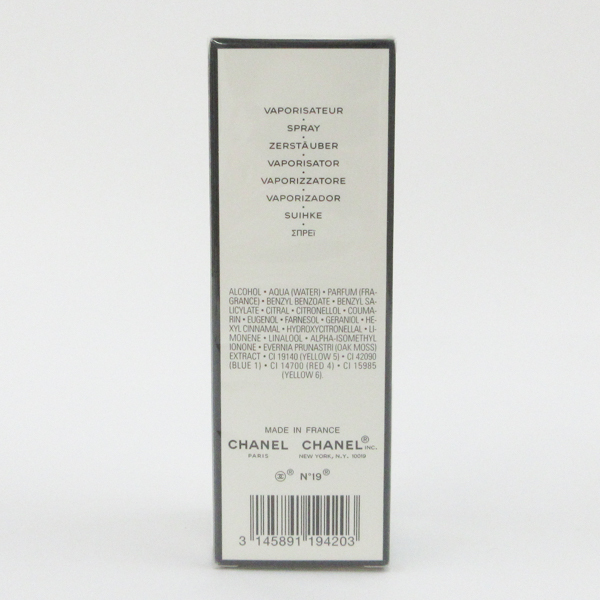 VAPORISATEUR
SPRAY
ZERSTÄUBER
VAPORISATOR
VAPORIZZATORE
VAPORIZADOR
SUIHKE
ΣΠΡΕΪ
ALCOHOL • AQUA (WATER) • PARFUM (FRA-
GRANCE) • BENZYL BENZOATE • BENZYL SA-
LICYLATE • CITRAL • CITRONELLOL • COUMA-
RIN • EUGENOL • FARNESOL • GERANIOL • HE-
XYL CINNAMAL • HYDROXYCITRONELLAL • LI-
MONENE • LINALOOL • ALPHA-ISOMETHYL
IONONE • EVERNIA PRUNASTRI (OAK MOSS)
EXTRACT • CI 19140 (YELLOW 5) • CI 42090
(BLUE 1) • CI 14700 (RED 4) • CI 15985
(YELLOW 6)
MADE IN FRANCE
CHANEL CHANEL® INC.
PARIS NEW YORK, N.Y. 10019
® N°19®
3 145891 194203